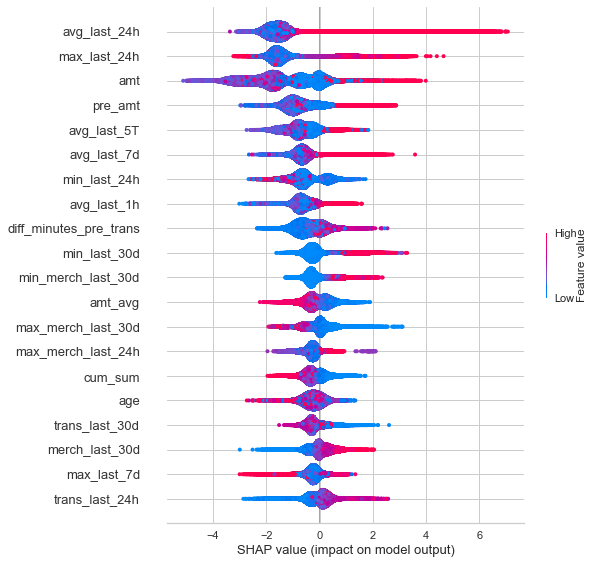 avg_last_24h
max_last_24h
amt
pre_amt
avg_last_5T
avg_last_7d
min_last_24h
avg_last_1h
diff_minutes_pre_trans
min_last_30d
min_merch_last_30d
amt_avg
max_merch_last_30d
max_merch_last_24h
cum_sum
age
trans_last_30d
merch_last_30d
max_last_7d
trans_last_24h
−4 −2 0 2 4 6
SHAP value (impact on model output)
High
Low
Feature value